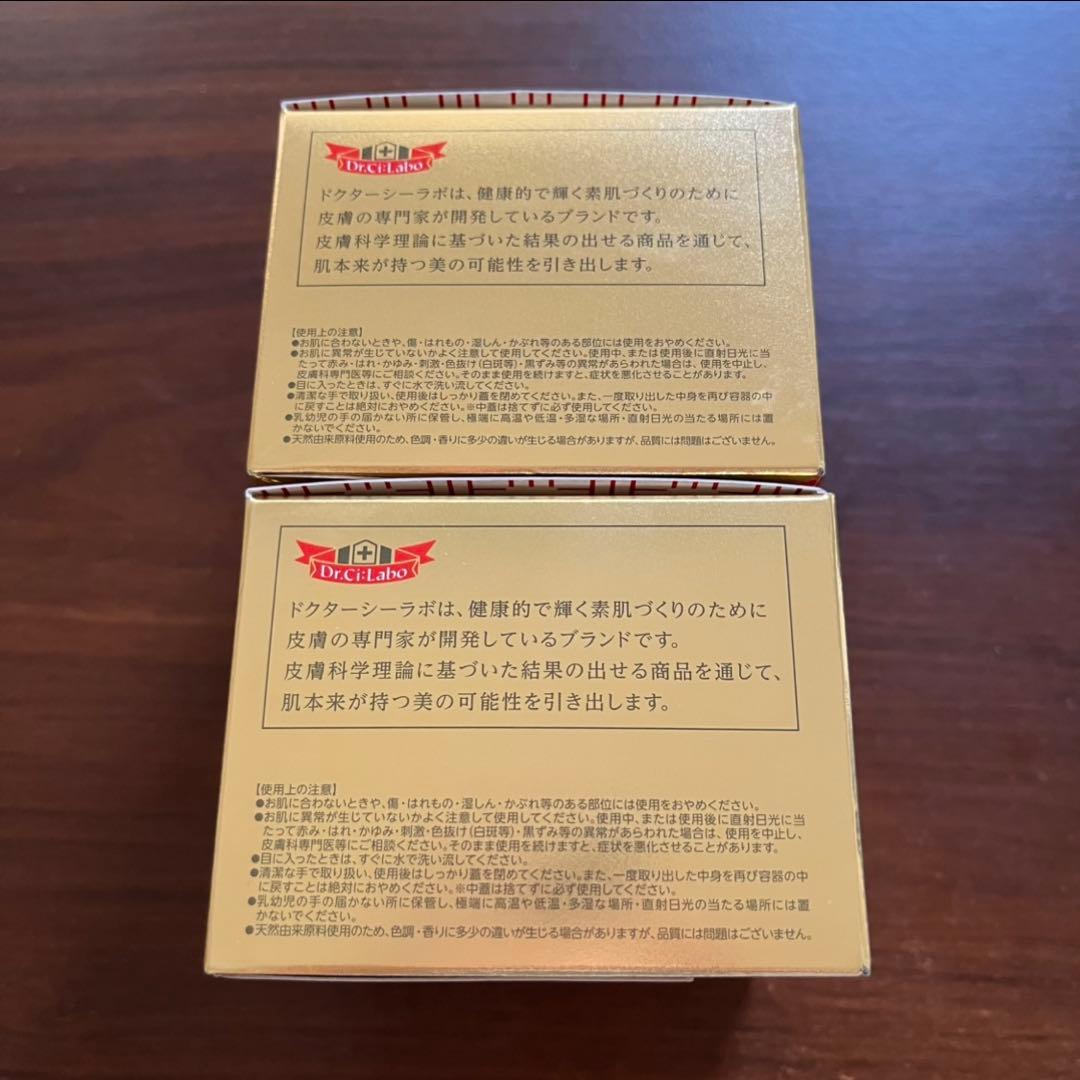 Dr.Ci:Labo
ドクターシーラボは、健康的で輝く素肌づくりのために
皮膚の専門家が開発しているブランドです。
皮膚科学理論に基づいた結果の出せる商品を通じて、
肌本来が持つ美の可能性を引き出します。
【使用上の注意】
●お肌に合わないときや、傷・はれもの・湿しん・かぶれ等のある部位には使用をおやめください。
●お肌に異常が生じていないかよく注意して使用してください。使用中、または使用後に直射日光に当
たって赤み・はれ・かゆみ・刺激・色抜け(白斑等)・黒ずみ等の異常があらわれた場合は、使用を中止し、
皮膚科専門医等にご相談ください。そのまま使用を続けますと、症状を悪化させることがあります。
●目に入ったときは、すぐに水で洗い流してください。
●清潔な手で取り扱い、使用後はしっかり蓋を閉めてください。また、一度取り出した中身を再び容器の中
に戻すことは絶対におやめください。※中蓋は捨てずに必ず使用してください。
●乳幼児の手の届かない所に保管し、極端に高温や低温・多湿な場所・直射日光の当たる場所には置
かないでください。
●天然由来原料使用のため、色調・香りに多少の違いが生じる場合がありますが、品質には問題はございません。
Dr.Ci:Labo
ドクターシーラボは、健康的で輝く素肌づくりのために
皮膚の専門家が開発しているブランドです。
皮膚科学理論に基づいた結果の出せる商品を通じて、
肌本来が持つ美の可能性を引き出します。
【使用上の注意】
●お肌に合わないときや、傷・はれもの・湿しん・かぶれ等のある部位には使用をおやめください。
●お肌に異常が生じていないかよく注意して使用してください。使用中、または使用後に直射日光に当
たって赤み・はれ・かゆみ・刺激・色抜け(白斑等)・黒ずみ等の異常があらわれた場合は、使用を中止し、
皮膚科専門医等にご相談ください。そのまま使用を続けますと、症状を悪化させることがあります。
●目に入ったときは、すぐに水で洗い流してください。
●清潔な手で取り扱い、使用後はしっかり蓋を閉めてください。また、一度取り出した中身を再び容器の中
に戻すことは絶対におやめください。※中蓋は捨てずに必ず使用してください。
●乳幼児の手の届かない所に保管し、極端に高温や低温・多湿な場所・直射日光の当たる場所には置
かないでください。
●天然由来原料使用のため、色調・香りに多少の違いが生じる場合がありますが、品質には問題はございません。